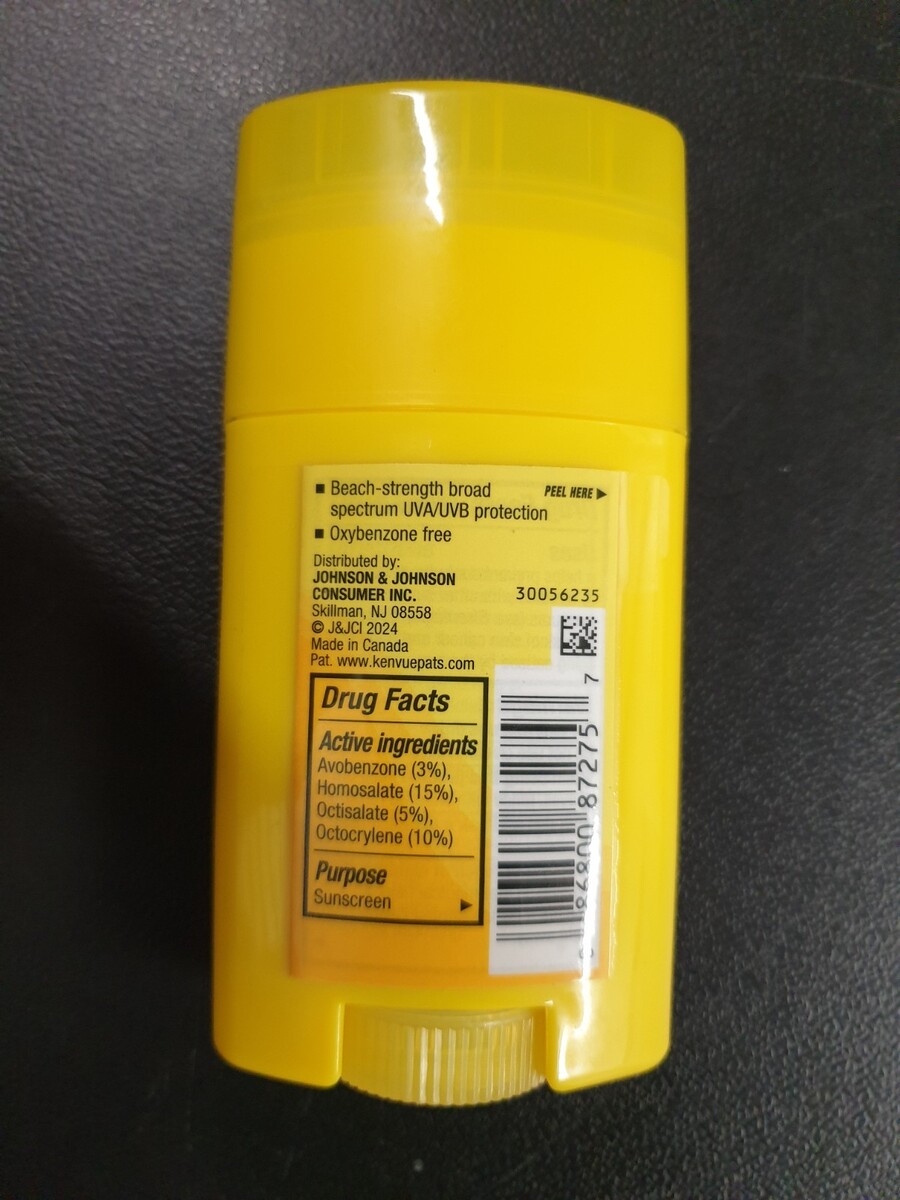 ■ Beach-strength broad
spectrum UVA/UVB protection
PEEL HERE ▶
■ Oxybenzone free
Distributed by:
JOHNSON & JOHNSON
CONSUMER INC.
Skillman, NJ 08558
© J&JCI 2024
Made in Canada
Pat. www.kenvuepats.com
30056235
Drug Facts
Active ingredients
Avobenzone (3%),
Homosalate (15%),
Octisalate (5%),
Octocrylene (10%)
Purpose
Sunscreen ▶
86800 87275 7